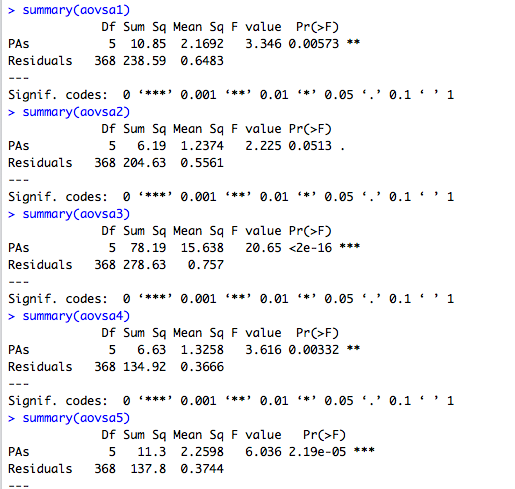 > summary(aovsa1)
             Df Sum Sq Mean Sq F value  Pr(>F)
PAs           5  10.85  2.1692   3.346 0.00573 **
Residuals   368 238.59  0.6483
---
Signif. codes:  0 ‘***’ 0.001 ‘**’ 0.01 ‘*’ 0.05 ‘.’ 0.1 ‘ ’ 1
> summary(aovsa2)
             Df Sum Sq Mean Sq F value Pr(>F)
PAs           5   6.19  1.2374   2.225 0.0513 .
Residuals   368 204.63  0.5561
---
Signif. codes:  0 ‘***’ 0.001 ‘**’ 0.01 ‘*’ 0.05 ‘.’ 0.1 ‘ ’ 1
> summary(aovsa3)
             Df Sum Sq Mean Sq F value Pr(>F)
PAs           5  78.19  15.638   20.65 <2e-16 ***
Residuals   368 278.63   0.757
---
Signif. codes:  0 ‘***’ 0.001 ‘**’ 0.01 ‘*’ 0.05 ‘.’ 0.1 ‘ ’ 1
> summary(aovsa4)
             Df Sum Sq Mean Sq F value  Pr(>F)
PAs           5   6.63  1.3258   3.616 0.00332 **
Residuals   368 134.92  0.3666
---
Signif. codes:  0 ‘***’ 0.001 ‘**’ 0.01 ‘*’ 0.05 ‘.’ 0.1 ‘ ’ 1
> summary(aovsa5)
             Df Sum Sq Mean Sq F value   Pr(>F)
PAs           5   11.3  2.2598   6.036 2.19e-05 ***
Residuals   368  137.8  0.3744
---